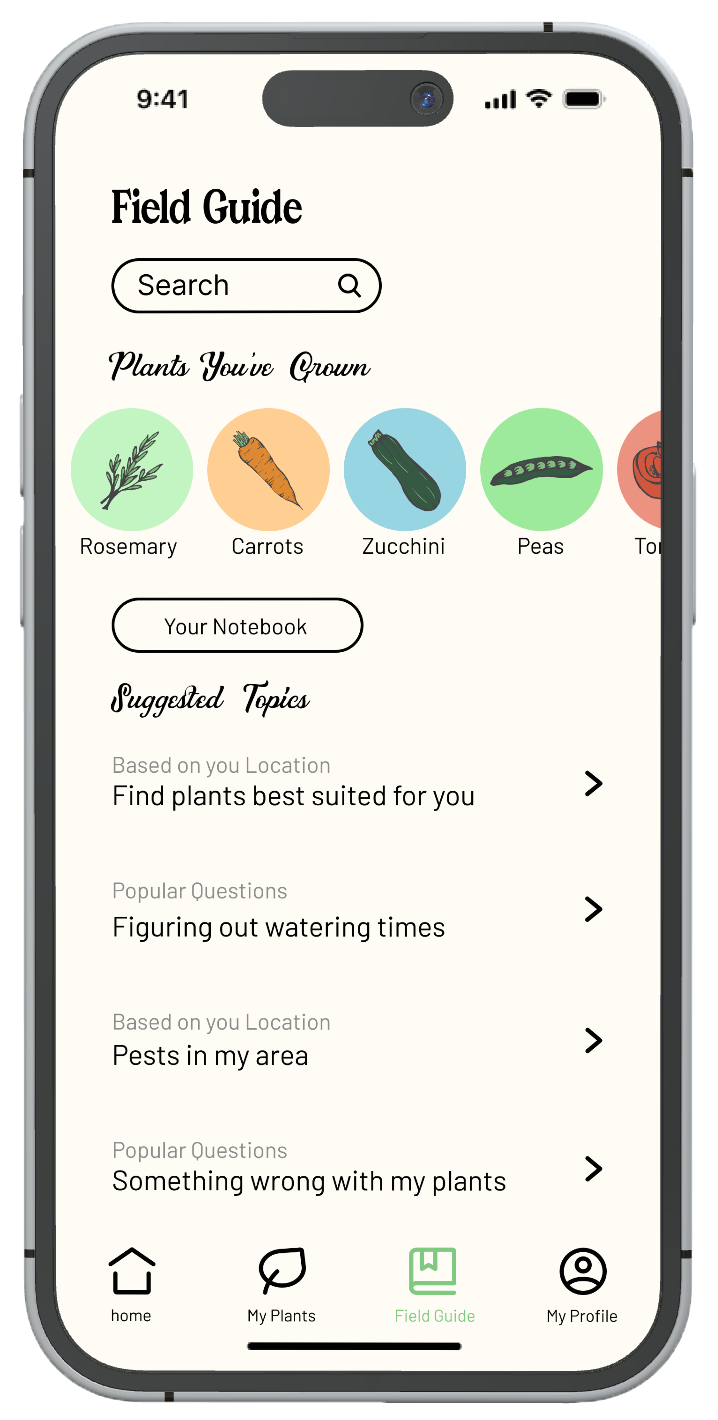 9:41
Field Guide
Search
Plants You've Grown
Rosemary Carrots Zucchini Peas
Your Notebook
Suggested Topics
Based on you Location
Find plants best suited for you
Popular Questions
Figuring out watering times
Based on you Location
Pests in my area
Popular Questions
Something wrong with my plants
home My Plants Field Guide My Profile